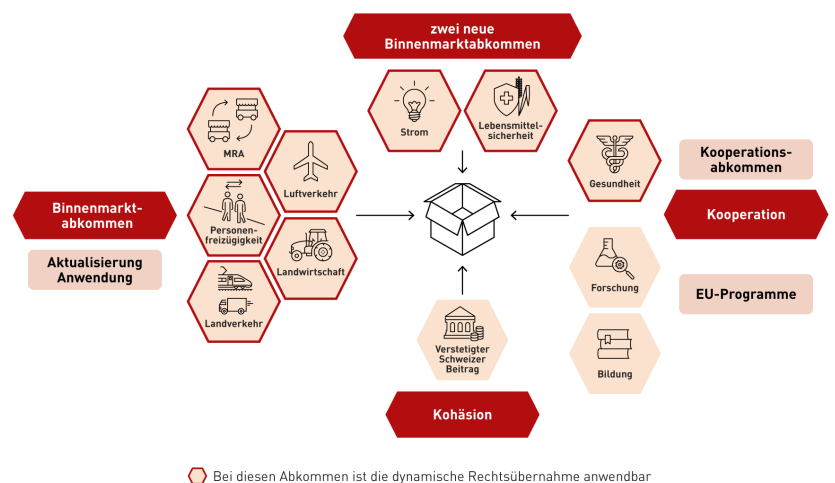 zwei neue
Binnenmarktabkommen
Strom
Lebensmittel-
sicherheit
MRA
Luftverkehr
Personen-
freizügigkeit
Landwirtschaft
Landverkehr
Binnenmarkt-
abkommen
Aktualisierung
Anwendung
Gesundheit
Kooperations-
abkommen
Kooperation
Forschung
EU-Programme
Bildung
Verstetigter
Schweizer
Beitrag
Kohäsion
Bei diesen Abkommen ist die dynamische Rechtsübernahme anwendbar